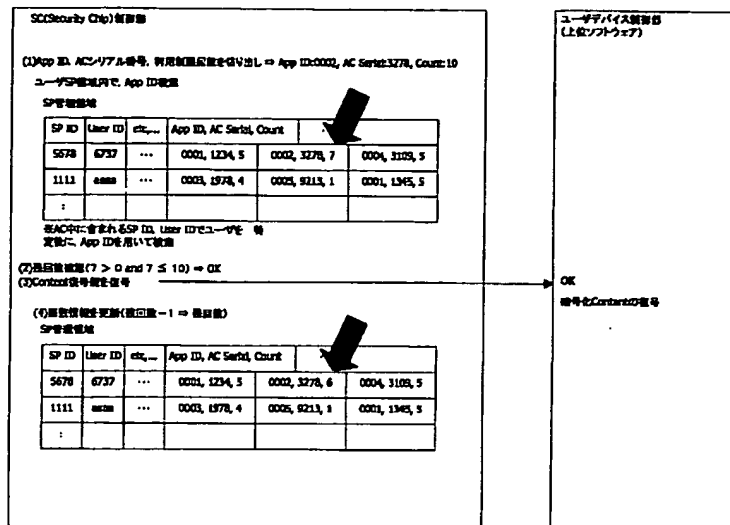 SC(Security Chip)制御部
(1)App ID, ACシリアル番号, 利用制限回数を切り出し ⇒ App ID:0002, AC Serial:3278, Count:10
ユーザSP領域内で, App ID検索
SP管理領域
SP ID User ID etc,... App ID, AC Serial, Count
5678 6737 … 0001, 1234, 5 0002, 3278, 7 0004, 3109, 5
1111 … 0003, 1978, 4 0005, 9213, 1 0001, 1345, 5
:
※AC中に含まれるSP ID, User IDでユーザを 特
定後に, App IDを用いて検索
(2)残回数確認(7 > 0 and 7 ≤ 10) ⇒ OK
(3)Content復号鍵を復号
(4)回数情報を更新(残回数-1 ⇒ 残回数)
SP管理領域
SP ID User ID etc,... App ID, AC Serial, Count
5678 6737 … 0001, 1234, 5 0002, 3278, 6 0004, 3109, 5
1111 … 0003, 1978, 4 0005, 9213, 1 0001, 1345, 5
:
ユーザデバイス制御部
(上位ソフトウェア)
OK
暗号化Contentの復号